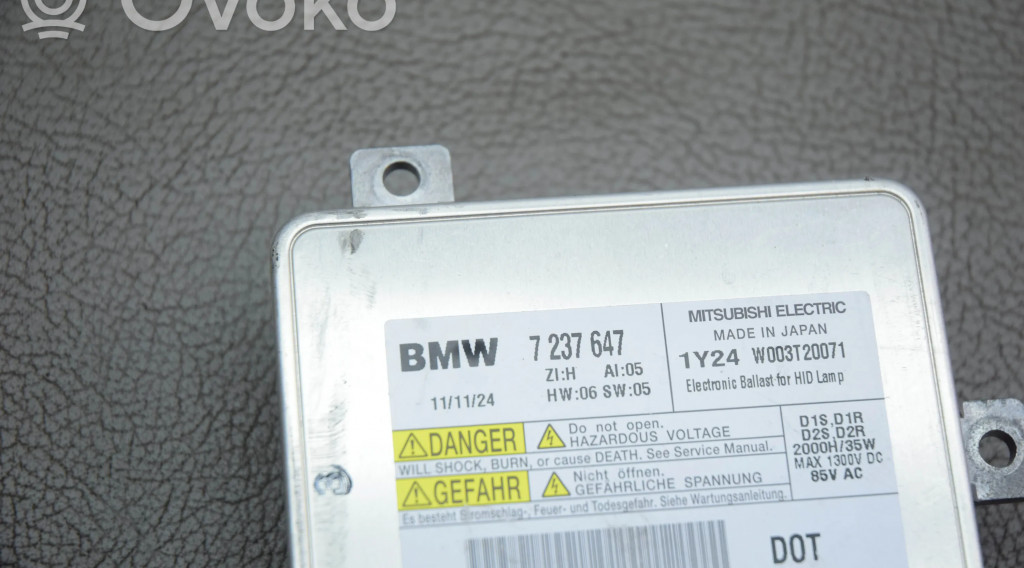 OVOKO
BMW 7 237 647
ZI:H AI:05
11/11/24 HW:06 SW:05
MITSUBISHI ELECTRIC
MADE IN JAPAN
1Y24 W003T20071
Electronic Ballast for HID Lamp
DANGER Do not open. HAZARDOUS VOLTAGE
WILL SHOCK, BURN, or cause DEATH. See Service Manual.
GEFAHR Nicht öffnen. GEFÄHRLICHE SPANNUNG
Es besteht Stromschlag-, Feuer- und Todesgefahr. Siehe Wartungsanleitung.
D1S,D1R
D2S,D2R
2000H/35W
MAX 1300V DC
85V AC
3
DOT